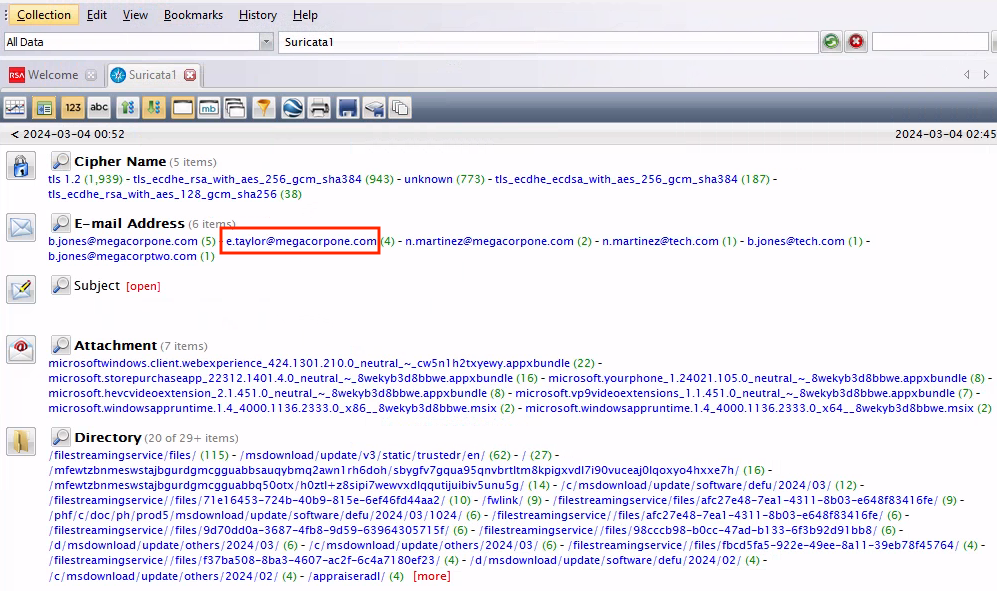 Collection Edit View Bookmarks History Help
All Data Suricata1
RSA Welcome Suricata1
123 abc mb
< 2024-03-04 00:52 2024-03-04 02:45
Cipher Name (5 items)
tls 1.2 (1,939) - tls_ecdhe_rsa_with_aes_256_gcm_sha384 (943) - unknown (773) - tls_ecdhe_ecdsa_with_aes_256_gcm_sha384 (187) -
tls_ecdhe_rsa_with_aes_128_gcm_sha256 (38)
E-mail Address (6 items)
b.jones@megacorpone.com (5) - e.taylor@megacorpone.com (4) - n.martinez@megacorpone.com (2) - n.martinez@tech.com (1) - b.jones@tech.com (1) -
b.jones@megacorptwo.com (1)
Subject [open]
Attachment (7 items)
microsoftwindows.client.webexperience_424.1301.210.0_neutral_~_cw5n1h2txyewy.appxbundle (22) -
microsoft.storepurchaseapp_22312.1401.4.0_neutral_~_8wekyb3d8bbwe.appxbundle (16) - microsoft.yourphone_1.24021.105.0_neutral_~_8wekyb3d8bbwe.appxbundle (8) -
microsoft.hevcvideoextension_2.1.451.0_neutral_~_8wekyb3d8bbwe.appxbundle (8) - microsoft.vp9videoextensions_1.1.451.0_neutral_~_8wekyb3d8bbwe.appxbundle (7) -
microsoft.windowsappruntime.1.4_4000.1136.2333.0_x86__8wekyb3d8bbwe.msix (2) - microsoft.windowsappruntime.1.4_4000.1136.2333.0_x64__8wekyb3d8bbwe.msix (2)
Directory (20 of 29+ items)
/filestreamingservice/files/ (115) - /msdownload/update/v3/static/trustedr/en/ (62) - / (27) -
/mfewtzbnmeswstajbgurdgmcgguabbsauqybmq2awn1rh6doh/sbygfv7gqua95qnvbrtltm8kpigxvdl7i90vuceaj0lqoxyo4hxxe7h/ (16) -
/mfewtzbnmeswstajbgurdgmcgguabbq50otx/h0ztl+z8sipi7wewvxdlqqutijuibiv5unu5g/ (14) - /c/msdownload/update/software/defu/2024/03/ (12) -
/filestreamingservice//files/71e16453-724b-40b9-815e-6ef46fd44aa2/ (10) - /fwlink/ (9) - /filestreamingservice/files/afc27e48-7ea1-4311-8b03-e648f83416fe/ (9) -
/phf/c/doc/ph/prod5/msdownload/update/software/defu/2024/03/1024 (6) - /filestreamingservice//files/afc27e48-7ea1-4311-8b03-e648f83416fe/ (6) -
/filestreamingservice//files/9d70dd0a-3687-4fb8-9d59-63964305715f/ (6) - /filestreamingservice//files/98cccb98-b0cc-47ad-b133-6f3b92d91bb8/ (6) -
/d/msdownload/update/others/2024/03/ (6) - /c/msdownload/update/others/2024/03/ (6) - /filestreamingservice/files/fbcd5fa5-922e-49ee-8a11-39eb78f45764/ (4) -
/filestreamingservice/files/f37ba508-8ba3-4607-ac2f-6c4a7180ef23/ (4) - /d/msdownload/update/software/defu/2024/02/ (4) -
/c/msdownload/update/others/2024/02/ (4) - /appraiseradl/ (4) [more]